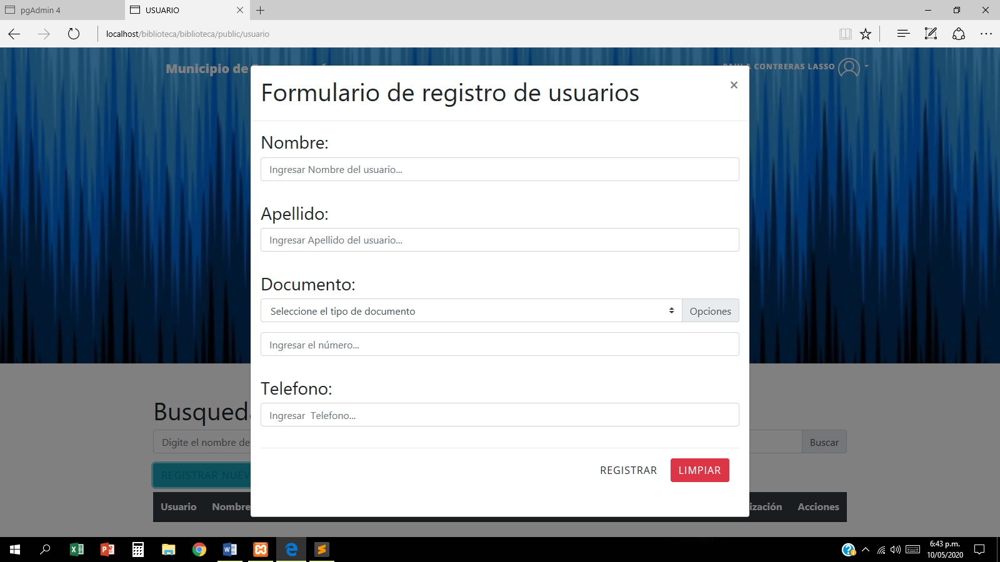 pgAdmin 4
USUARIO
localhost/biblioteca/biblioteca/public/usuario
Municipio de
CONTRERAS LASSO
Formulario de registro de usuarios
×
Nombre:
Ingresar Nombre del usuario...
Apellido:
Ingresar Apellido del usuario...
Documento:
Seleccione el tipo de documento
Opciones
Ingresar el número...
Telefono:
Ingresar  Telefono...
REGISTRAR
LIMPIAR
Busqueda
Digite el nombre de
Buscar
REGISTRAR NUEV
Usuario
Nombre
ización
Acciones
6:43 p.m.
10/05/2020